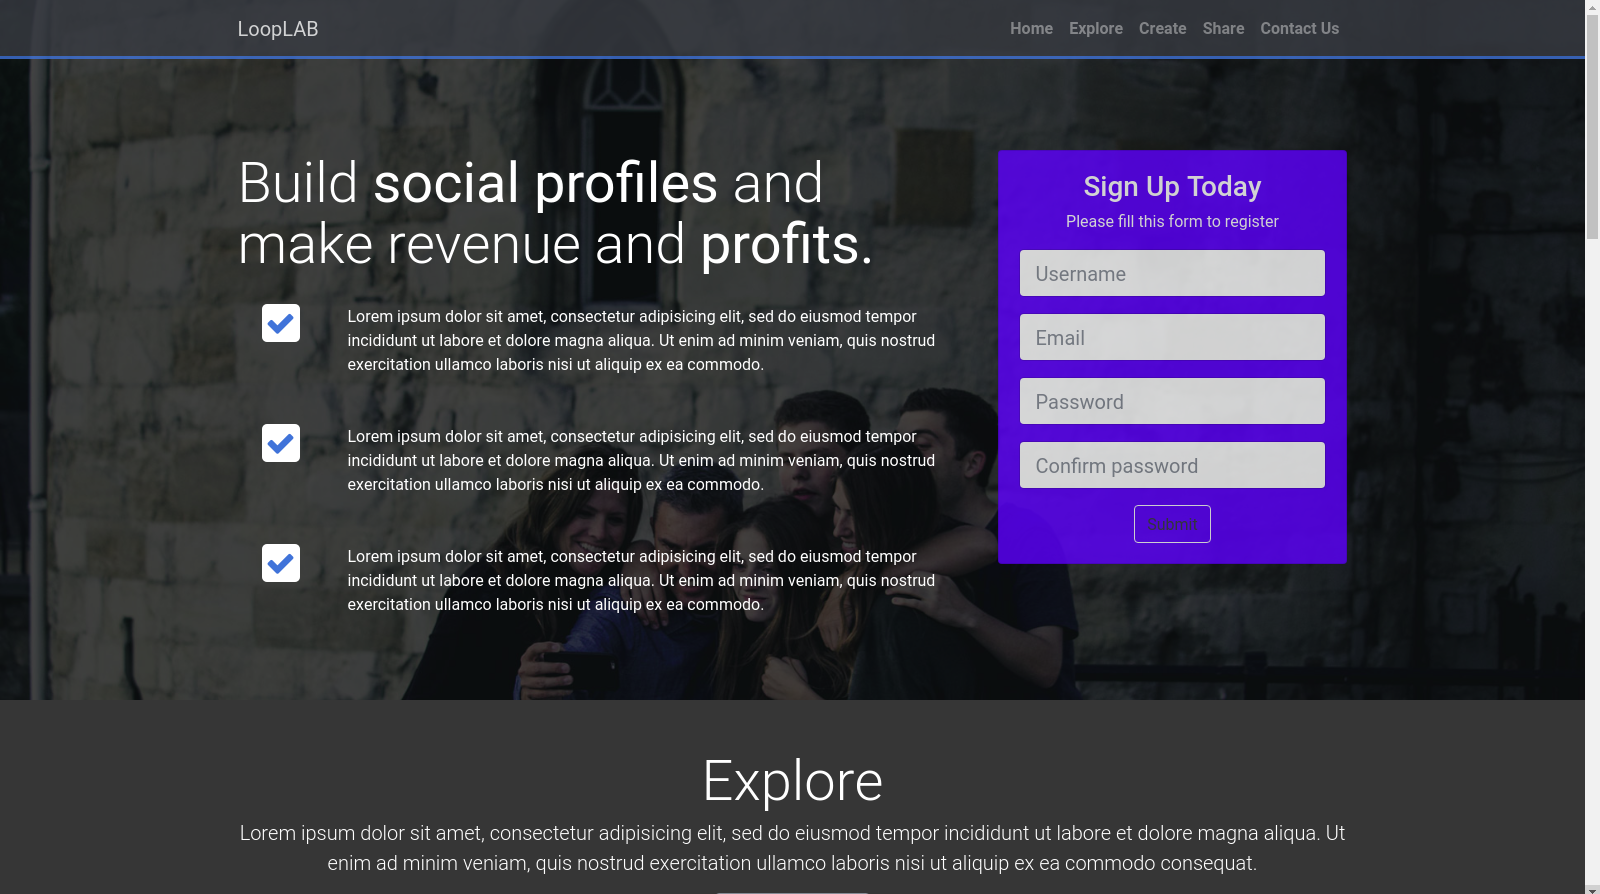 LoopLAB
Home Explore Create Share Contact Us
Build social profiles and
make revenue and profits.
Lorem ipsum dolor sit amet, consectetur adipisicing elit, sed do eiusmod tempor
incididunt ut labore et dolore magna aliqua. Ut enim ad minim veniam, quis nostrud
exercitation ullamco laboris nisi ut aliquip ex ea commodo.
Lorem ipsum dolor sit amet, consectetur adipisicing elit, sed do eiusmod tempor
incididunt ut labore et dolore magna aliqua. Ut enim ad minim veniam, quis nostrud
exercitation ullamco laboris nisi ut aliquip ex ea commodo.
Lorem ipsum dolor sit amet, consectetur adipisicing elit, sed do eiusmod tempor
incididunt ut labore et dolore magna aliqua. Ut enim ad minim veniam, quis nostrud
exercitation ullamco laboris nisi ut aliquip ex ea commodo.
Sign Up Today
Please fill this form to register
Username
Email
Password
Confirm password
Submit
Explore
Lorem ipsum dolor sit amet, consectetur adipisicing elit, sed do eiusmod tempor incididunt ut labore et dolore magna aliqua. Ut
enim ad minim veniam, quis nostrud exercitation ullamco laboris nisi ut aliquip ex ea commodo consequat.